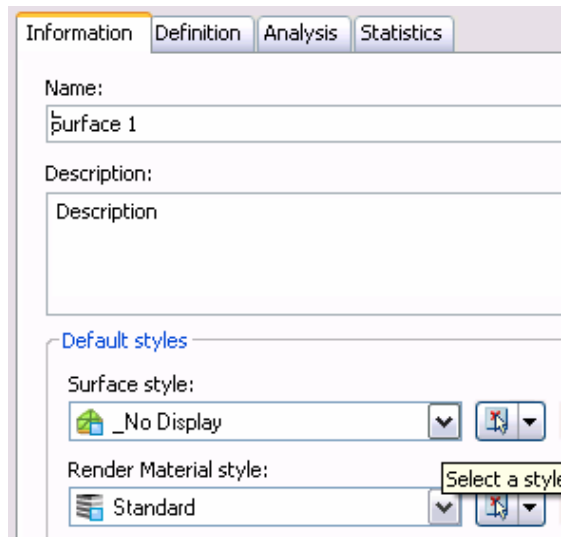 Information Definition Analysis Statistics
Name:
Surface 1
Description:
Description
Default styles
Surface style:
_No Display
Render Material style:
Select a style
Standard